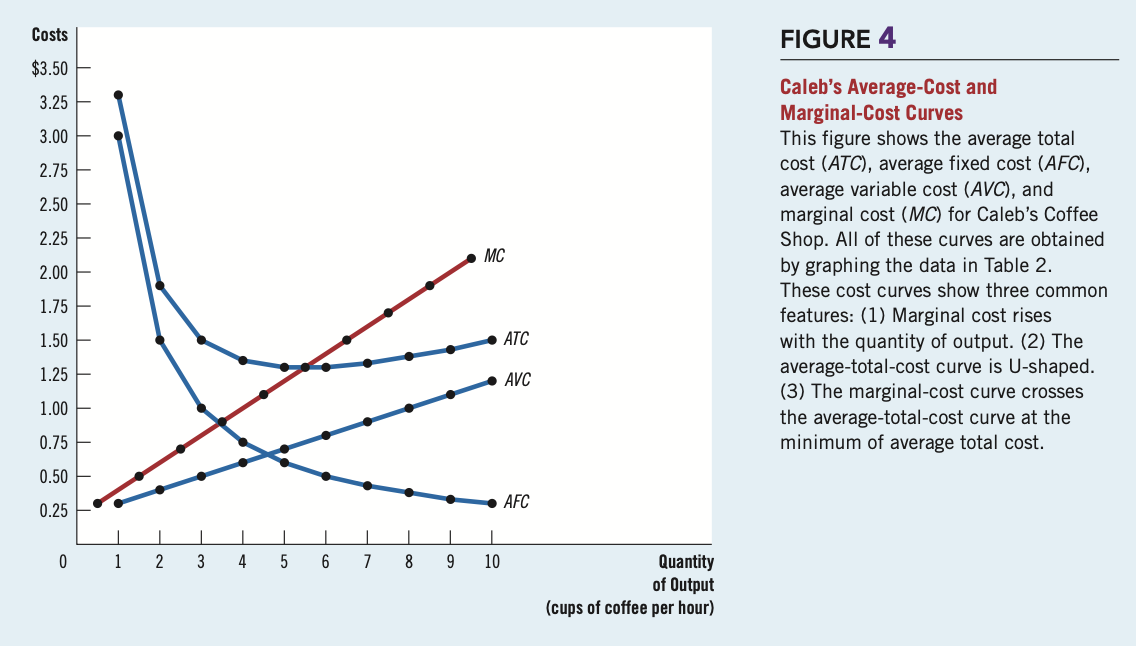 Costs
$3.50
3.25
3.00
2.75
2.50
2.25
2.00
1.75
1.50
1.25
1.00
0.75
0.50
0.25
MC
ATC
AVC
AFC
0 1 2 3 4 5 6 7 8 9 10
Quantity
of Output
(cups of coffee per hour)
FIGURE 4
Caleb’s Average-Cost and
Marginal-Cost Curves
This figure shows the average total
cost (ATC), average fixed cost (AFC),
average variable cost (AVC), and
marginal cost (MC) for Caleb’s Coffee
Shop. All of these curves are obtained
by graphing the data in Table 2.
These cost curves show three common
features: (1) Marginal cost rises
with the quantity of output. (2) The
average-total-cost curve is U-shaped.
(3) The marginal-cost curve crosses
the average-total-cost curve at the
minimum of average total cost.